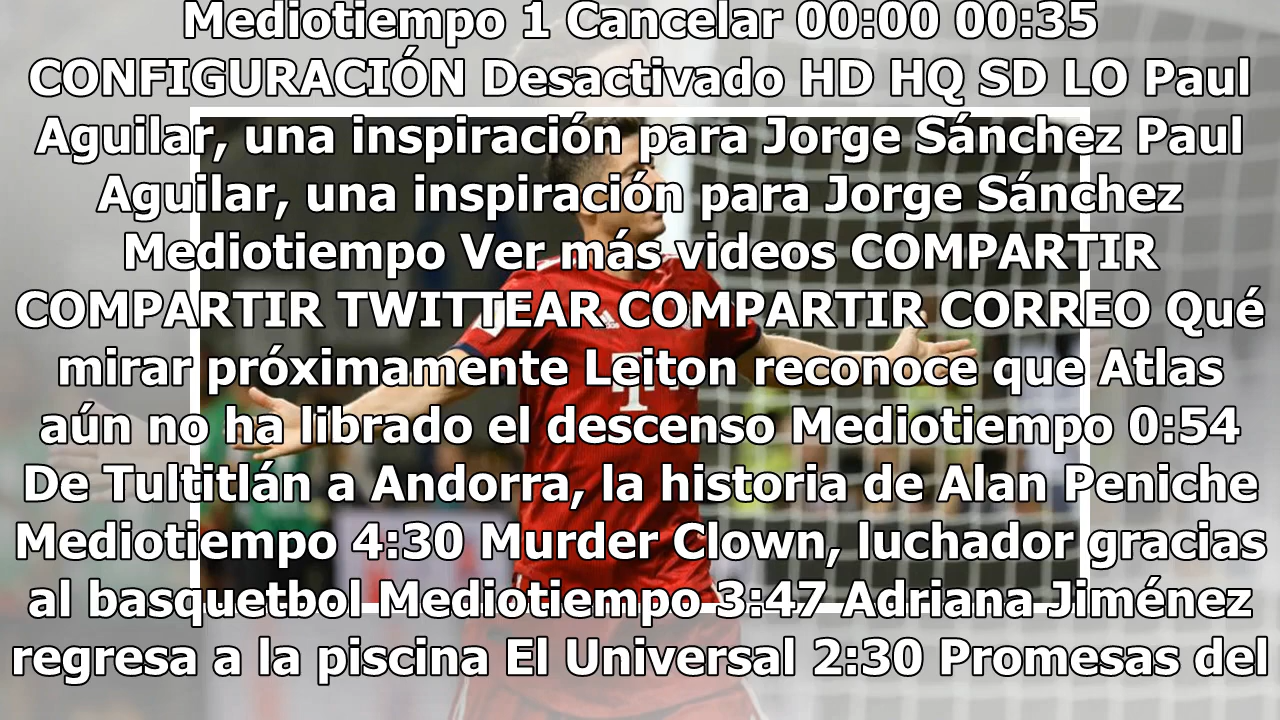 Mediotiempo 1 Cancelar 00:00 00:35
CONFIGURACIÓN Desactivado HD HQ SD LO Paul
Aguilar, una inspiración para Jorge Sánchez Paul
Aguilar, una inspiración para Jorge Sánchez
Mediotiempo Ver más videos COMPARTIR
COMPARTIR TWITTEAR COMPARTIR CORREO Qué
mirar próximamente Leiton reconoce que Atlas
aún no ha librado el descenso Mediotiempo 0:54
De Tultitlán a Andorra, la historia de Alan Peniche
Mediotiempo 4:30 Murder Clown, luchador gracias
al basquetbol Mediotiempo 3:47 Adriana Jiménez
regresa a la piscina El Universal 2:30 Promesas del